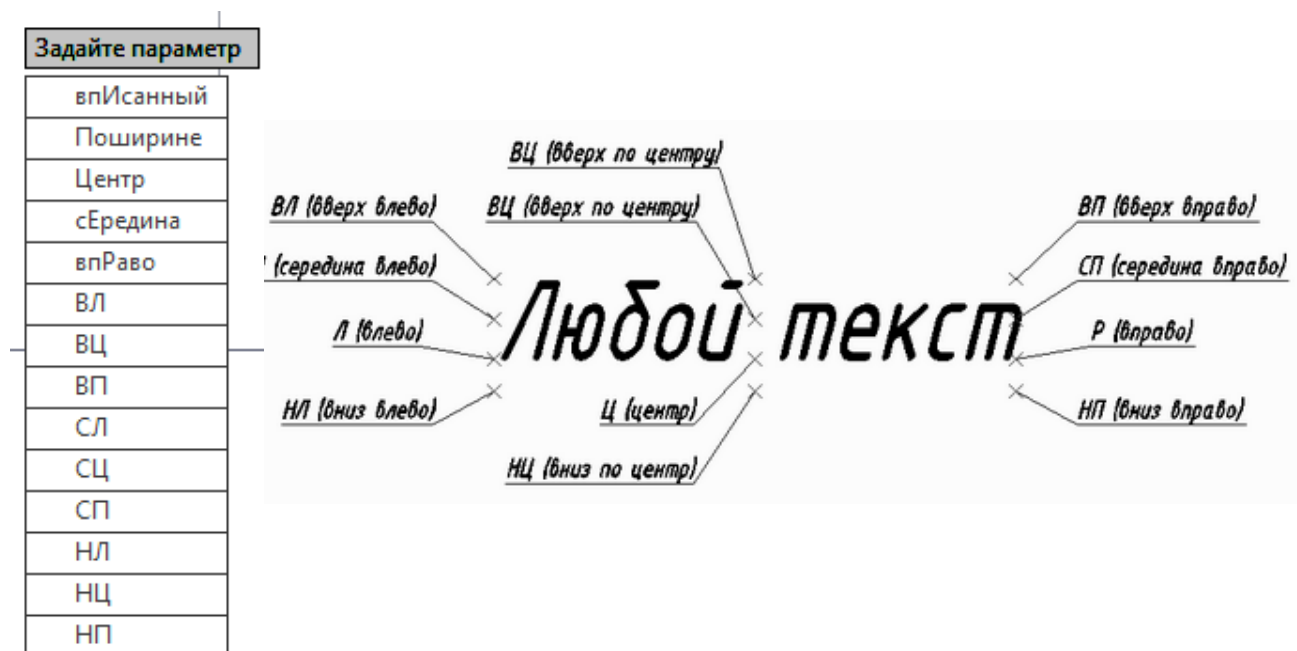 Задайте параметр
впИсанный
Поширине
Центр
сЕредина
впРаво
ВЛ
ВЦ
ВП
СЛ
СЦ
СП
НЛ
НЦ
НП
ВЦ (вверх по центру)
ВЛ (вверх влево)
ВЦ (вверх по центру)
ВП (вверх вправо)
(середина влево)
СП (середина вправо)
Любой текст
Л (влево)
Р (вправо)
НЛ (вниз влево)
Ц (центр)
НП (вниз вправо)
НЦ (вниз по центр)